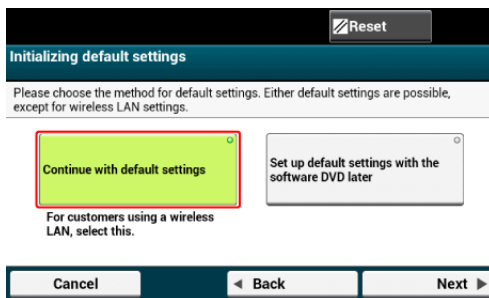 Reset
Initializing default settings
Please choose the method for default settings. Either default settings are possible,
except for wireless LAN settings.
Continue with default settings
Set up default settings with the
software DVD later
For customers using a wireless
LAN, select this.
Cancel
Back
Next